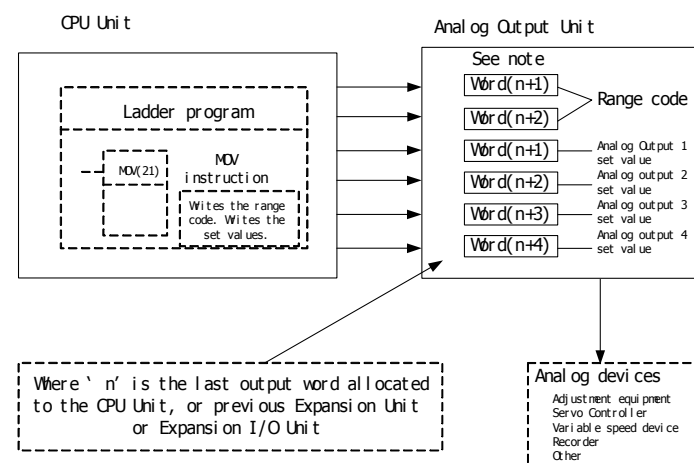 CPU Unit
Analog Output Unit
Ladder program
MOV(21)
MOV
instruction
Writes the range
code. Writes the
set values.
See note
Word(n+1)
Word(n+2)
Range code
Word(n+1)
Analog Output 1
set value
Word(n+2)
Analog output 2
set value
Word(n+3)
Analog output 3
set value
Word(n+4)
Analog output 4
set value
Where ‘n’ is the last output word allocated
to the CPU Unit, or previous Expansion Unit
or Expansion I/O Unit
Analog devices
Adjustment equipment
Servo Controller
Variable speed device
Recorder
Other